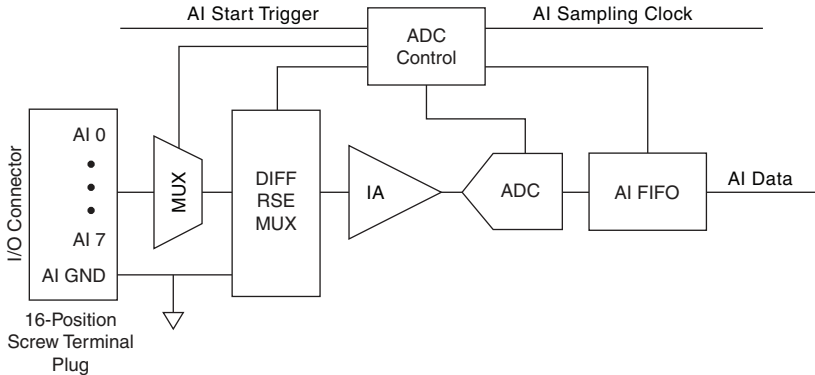 AI Start Trigger
ADC
Control
AI Sampling Clock
I/O Connector
AI 0
AI 7
AI GND
MUX
DIFF
RSE
MUX
IA
ADC
AI FIFO
AI Data
16-Position
Screw Terminal
Plug